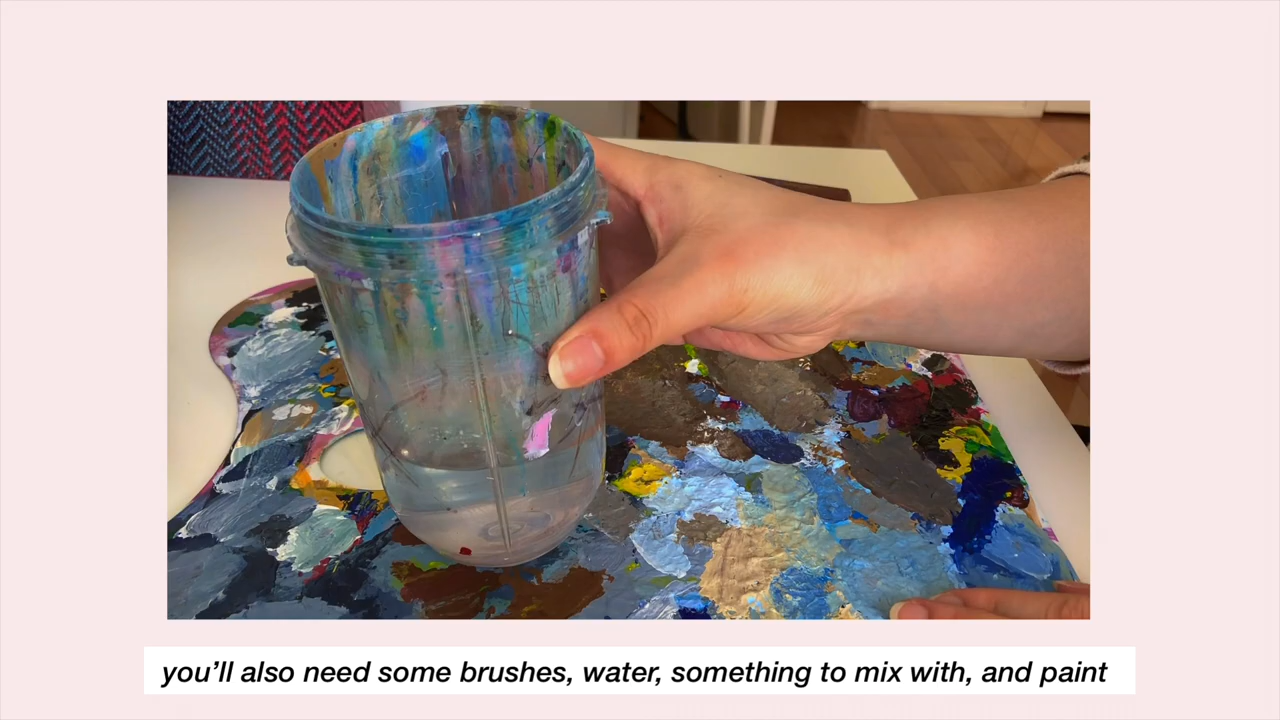 you’ll also need some brushes, water, something to mix with, and paint